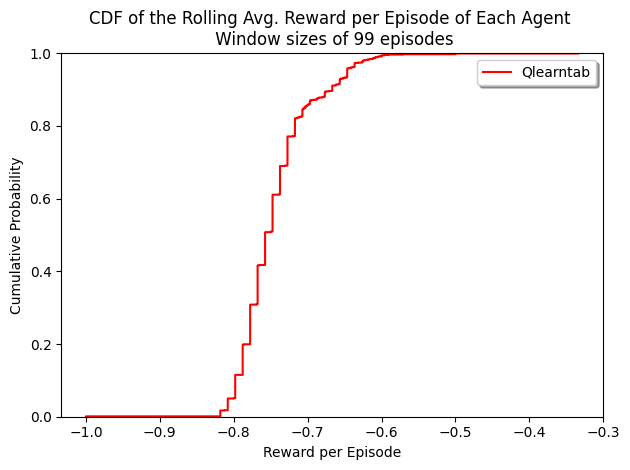 CDF of the Rolling Avg. Reward per Episode of Each Agent
Window sizes of 99 episodes
Qlearntab
Cumulative Probability
1.0
0.8
0.6
0.4
0.2
0.0
−1.0 −0.9 −0.8 −0.7 −0.6 −0.5 −0.4 −0.3
Reward per Episode